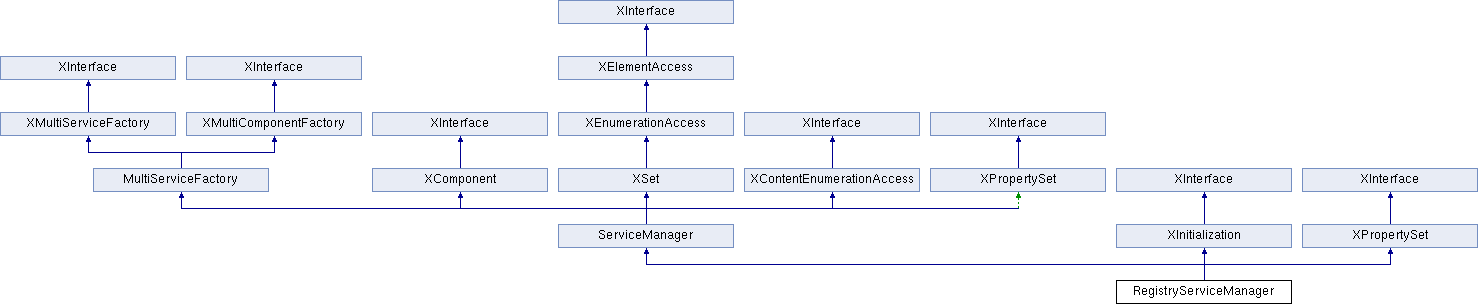 XInterface
XInterface
XInterface
XElementAccess
XMultiServiceFactory
XMultiComponentFactory
XInterface
XEnumerationAccess
XInterface
XInterface
MultiServiceFactory
XComponent
XSet
XContentEnumerationAccess
XPropertySet
XInterface
XInterface
ServiceManager
XInitialization
XPropertySet
RegistryServiceManager